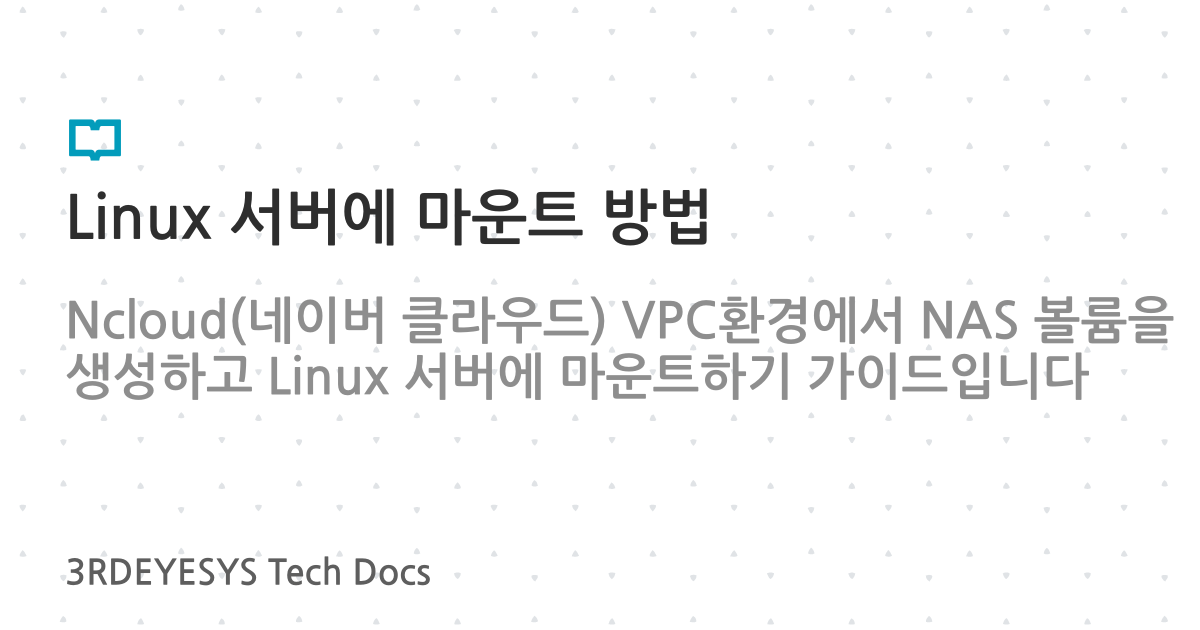 Linux 서버에 마운트 방법
Ncloud(네이버 클라우드) VPC환경에서 NAS 볼륨을
생성하고 Linux 서버에 마운트하기 가이드입니다
3RDEYESYS Tech Docs